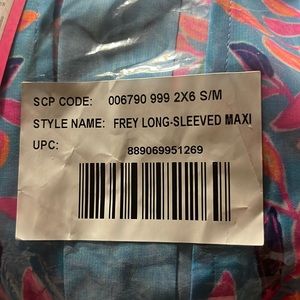 SCP CODE: 006790 999 2X6 S/M
STYLE NAME: FREY LONG-SLEEVED MAXI
UPC: 889069951269